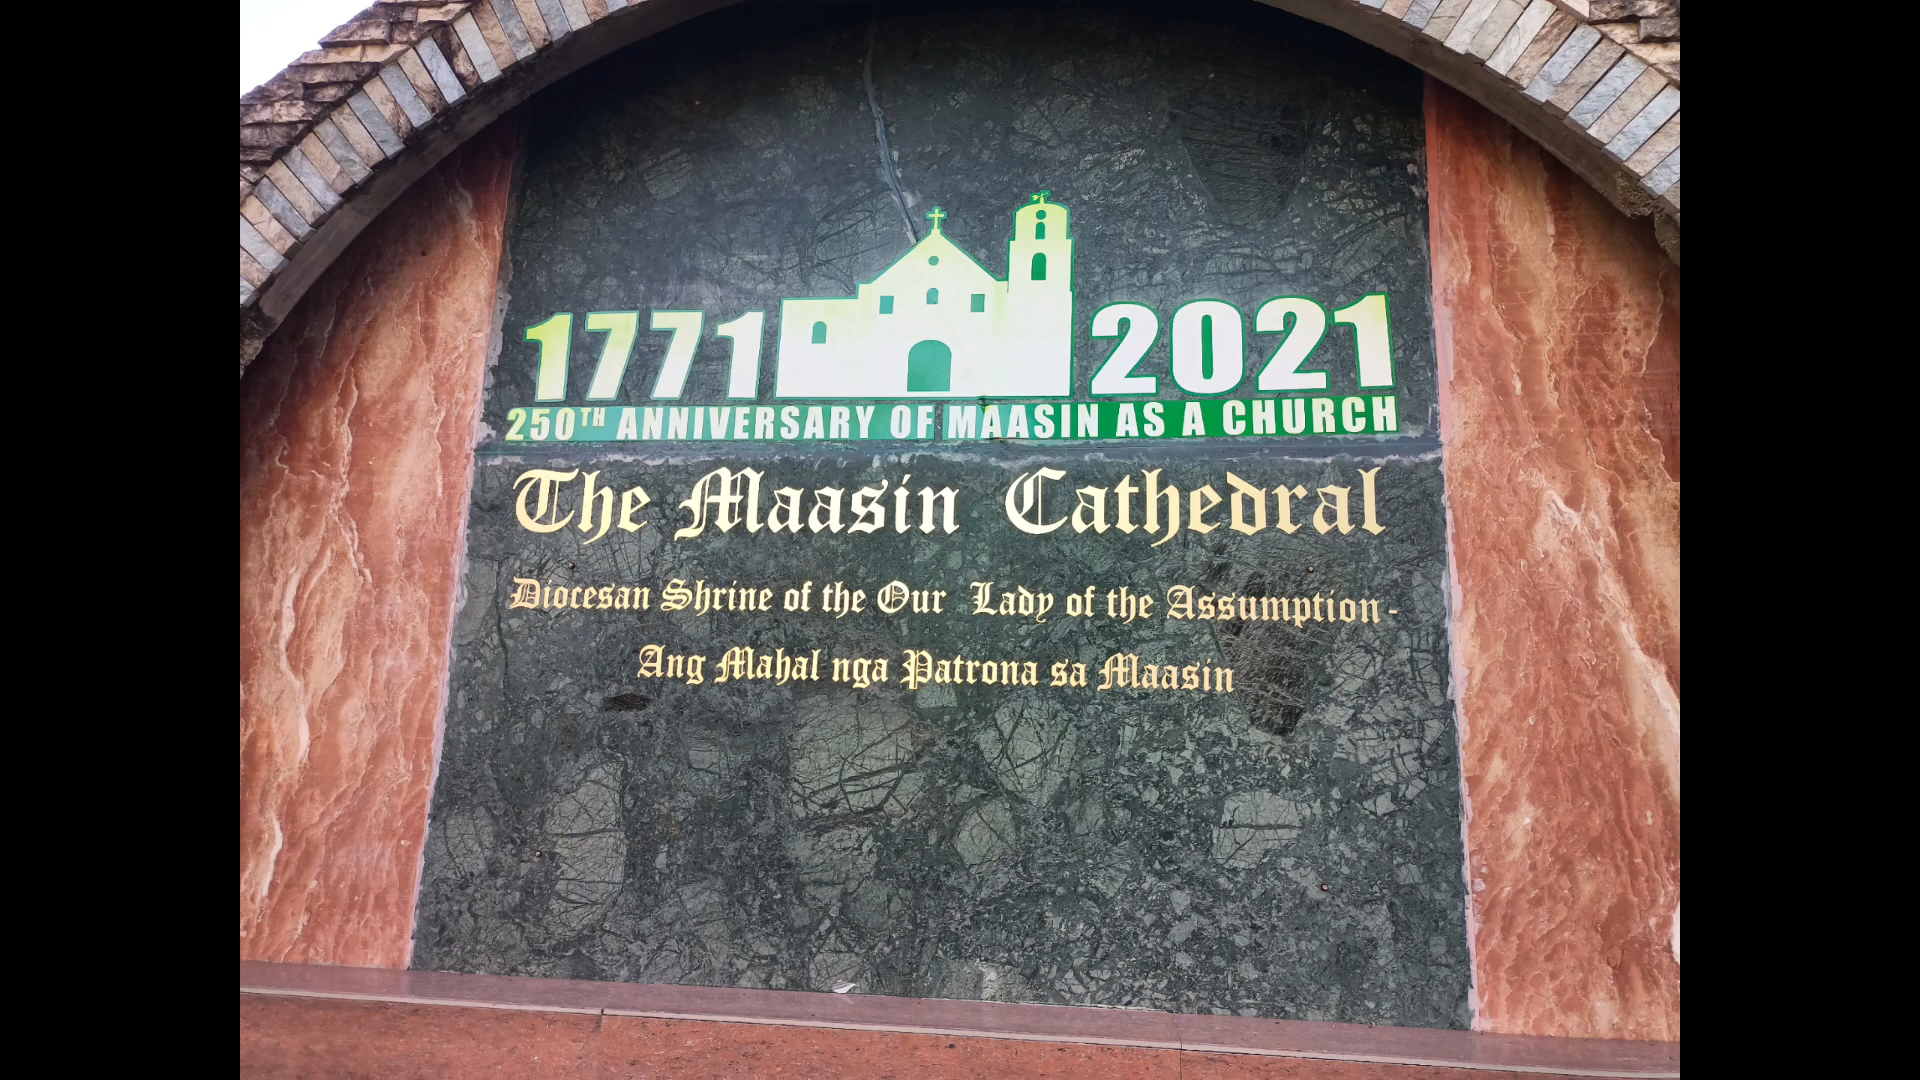 1771 2021
250TH ANNIVERSARY OF MAASIN AS A CHURCH
The Maasin Cathedral
Diocesan Shrine of the Our Lady of the Assumption -
Ang Mahal nga Patrona sa Maasin